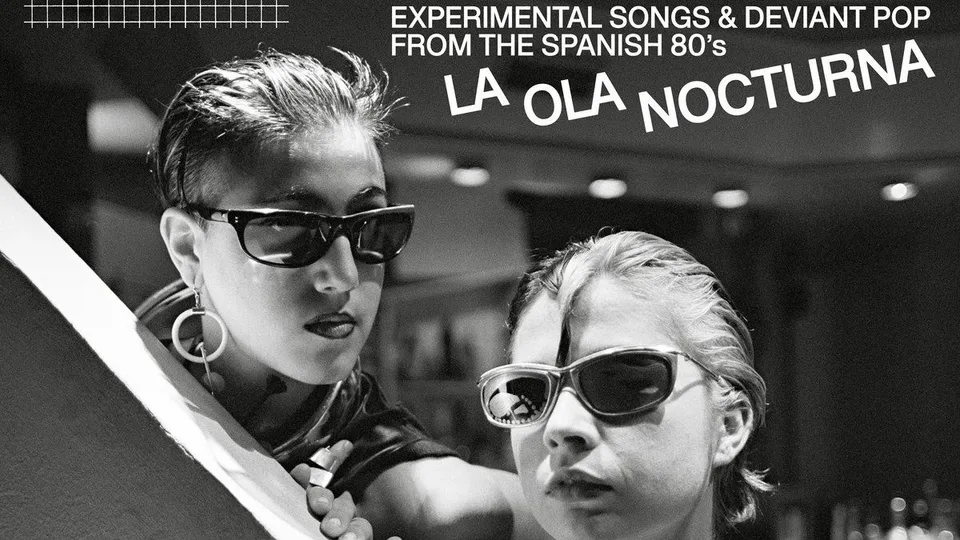 EXPERIMENTAL SONGS & DEVIANT POP
FROM THE SPANISH 80's
LA OLA NOCTURNA